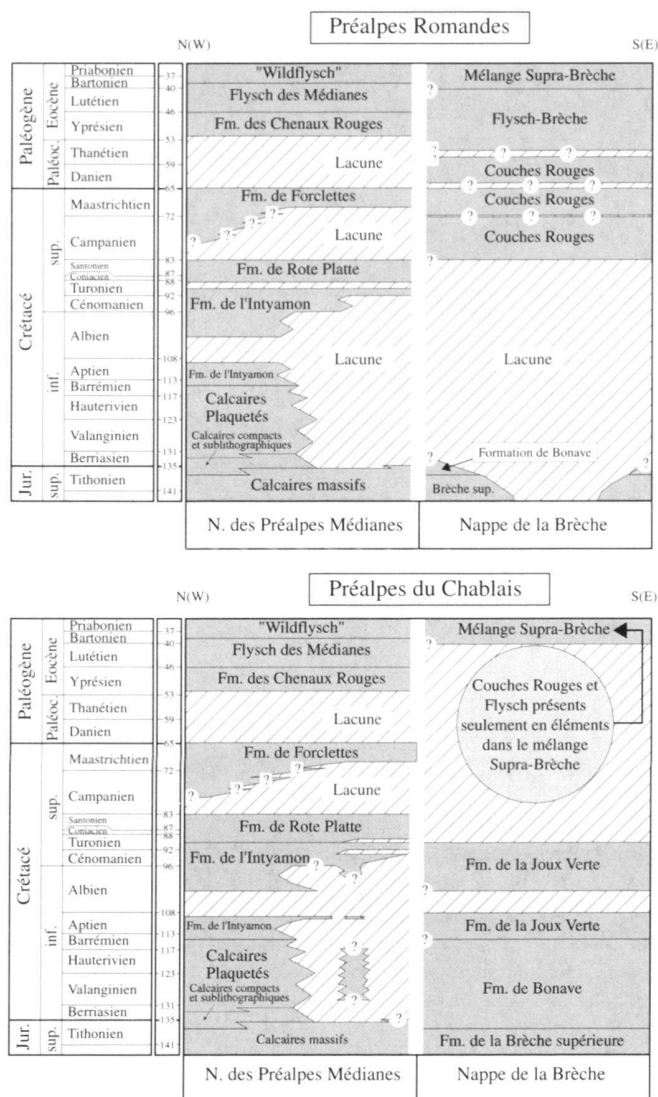 Préalpes Romandes
N(W)
S(E)
Paléogène
Eocène
Paléoc.
Crétacé
sup.
inf.
Jur.
sup.
Priabonien
Bartonien
Lutétien
Yprésien
Thanétien
Danien
Maastrichtien
Campanien
Santonien
Coniacien
Turonien
Cénomanien
Albien
Aptien
Barrémien
Hauterivien
Valanginien
Berriasien
Tithonien
37
40
46
53
59
65
72
83
87
88
92
96
108
113
117
123
131
135
141
"Wildflysch"
Flysch des Médianes
Fm. des Chenaux Rouges
Lacune
Fm. de Forclettes
? ? ? ?
Lacune
Fm. de Rote Platte
Fm. de l'Intyamon
Lacune
Fm. de l'Intyamon
Calcaires
Plaquetés
Calcaires compacts
et sublithographiques
Calcaires massifs
Mélange Supra-Brèche
?
Flysch-Brèche
? ? ? ?
Couches Rouges
? ? ? ?
Couches Rouges
? ? ? ?
Couches Rouges
?
Lacune
Formation de Bonave
? ?
Brèche sup.
N. des Préalpes Médianes
Nappe de la Brèche
Préalpes du Chablais
N(W)
S(E)
Paléogène
Eocène
Paléoc.
Crétacé
sup.
inf.
Jur.
sup.
Priabonien
Bartonien
Lutétien
Yprésien
Thanétien
Danien
Maastrichtien
Campanien
Santonien
Coniacien
Turonien
Cénomanien
Albien
Aptien
Barrémien
Hauterivien
Valanginien
Berriasien
Tithonien
37
40
46
53
59
65
72
83
87
88
92
96
108
113
117
123
131
135
141
"Wildflysch"
Flysch des Médianes
Fm. des Chenaux Rouges
Lacune
Fm. de Forclettes
? ? ? ?
Lacune
Fm. de Rote Platte
Fm. de l'Intyamon
? ?
Fm. de l'Intyamon
Calcaires
Plaquetés
?
Calcaires compacts
et sublithographiques
?
?
Calcaires massifs
Mélange Supra-Brèche
?
Couches Rouges et
Flysch présents
seulement en éléments
dans le mélange
Supra-Brèche
Fm. de la Joux Verte
?
Fm. de la Joux Verte
?
Fm. de Bonave
Fm. de la Brèche supérieure
N. des Préalpes Médianes
Nappe de la Brèche